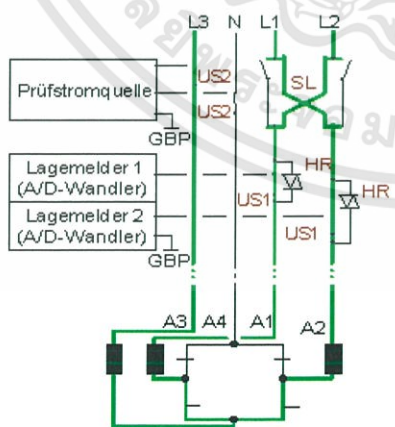 L3 N L1 L2
US2
SL
Prüfstromquelle
US2
GBP
Lagemelder 1
(A/D-Wandler)
HR
US1
HR
Lagemelder 2
(A/D-Wandler)
US1
GBP
A3 A4 A1 A2